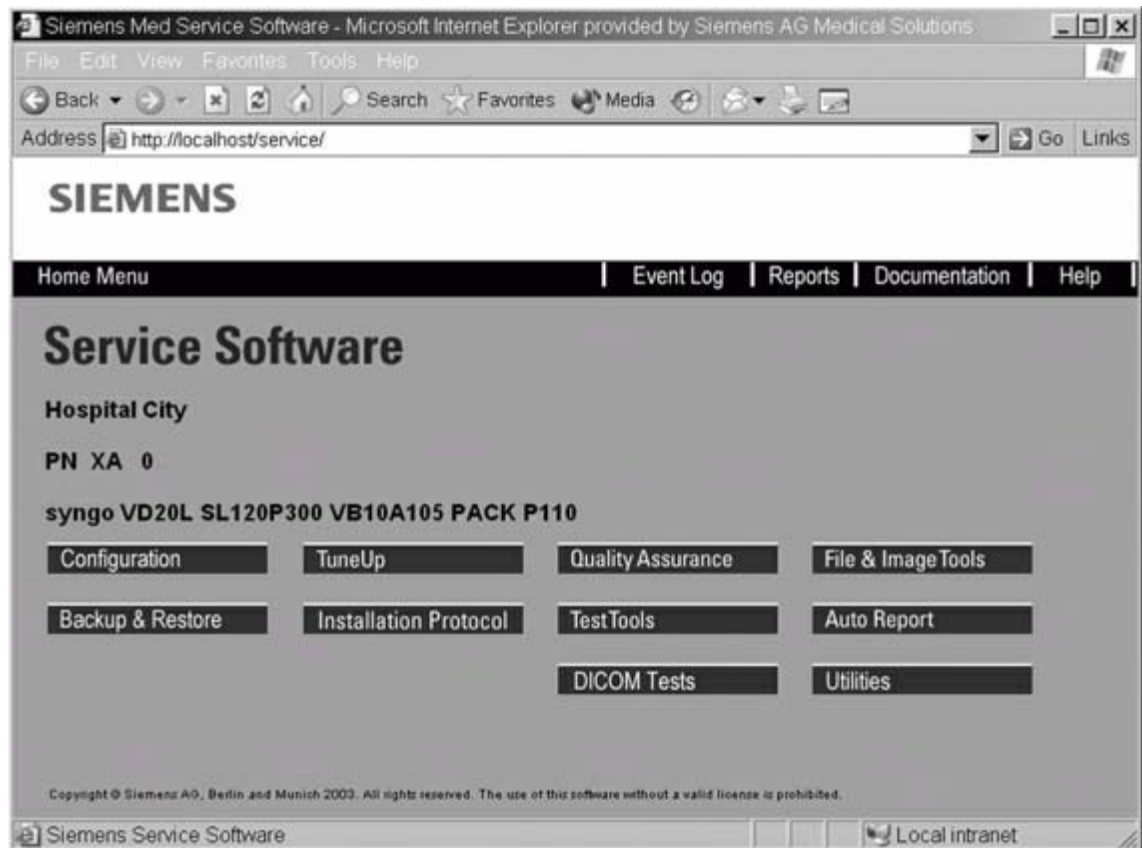 Siemens Med Service Software - Microsoft Internet Explorer provided by Siemens AG Medical Solutions
File Edit View Favorites Tools Help
Back Search Favorites Media
Address http://localhost/service/ Go Links
SIEMENS
Home Menu Event Log Reports Documentation Help
Service Software
Hospital City
PN XA 0
syngo VD20L SL120P300 VB10A105 PACK P110
Configuration TuneUp Quality Assurance File & ImageTools
Backup & Restore Installation Protocol TestTools Auto Report
DICOM Tests Utilities
Copyright © Siemens AG, Berlin and Munich 2003. All rights reserved. The use of this software without a valid license is prohibited.
Siemens Service Software Local intranet